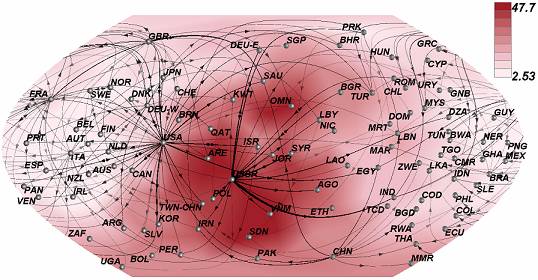 47.7
2.53
GBR
PRK
DEU-E
SGP
BHR
HUN
GRC
CYP
JPN
NOR
SWE
DNK
CHE
DEU-W
BRN
FRA
SAU
KWT
OMN
BGR
TUR
ROM
CHL
URY
GNB
MYS
DZA
GUY
BEL
FIN
AUT
PRT
NLD
ITA
ESP
NZL
AUS
IRL
PAN
VEN
CAN
USA
QAT
ARE
ISR
SYR
JOR
LBY
NIC
DOM
MRT
LBN
TUN
BWA
NER
PNG
MAR
TGO
GHA
MEX
LAO
EGY
ZWE
LKA
CMR
IDN
BRA
SLE
POL
AGO
IND
COD
PHL
COL
TWN-CHN
KOR
YEM
ETH
TCD
BGD
ARG
SLV
IRN
SDN
RWA
THA
ECU
ZAF
UGA
BOL
PER
PAK
CHN
MMR